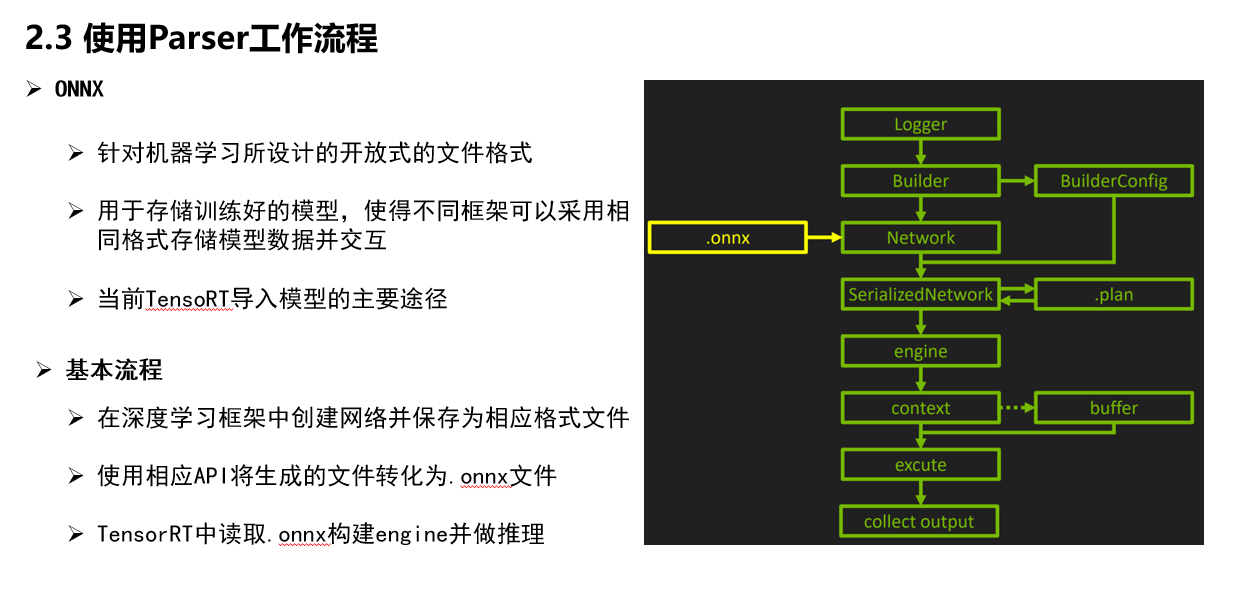 2.3 使用Parser工作流程
ONNX
针对机器学习所设计的开放式的文件格式
用于存储训练好的模型，使得不同框架可以采用相
同格式存储模型数据并交互
当前TensoRT导入模型的主要途径
基本流程
在深度学习框架中创建网络并保存为相应格式文件
使用相应API将生成的文件转化为.onnx文件
TensorRT中读取.onnx构建engine并做推理
Logger
Builder
BuilderConfig
.onnx
Network
SerializedNetwork
.plan
engine
context
buffer
excute
collect output